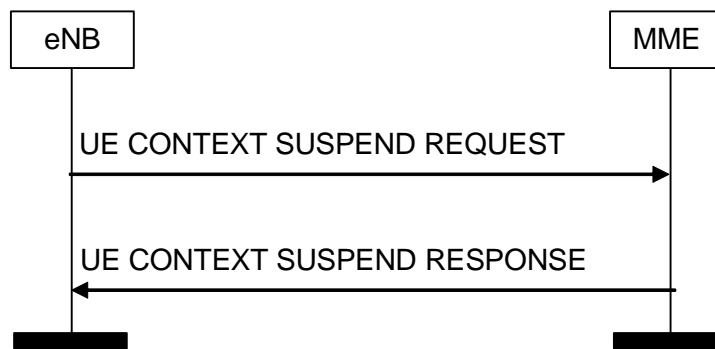 eNB
MME
UE CONTEXT SUSPEND REQUEST
UE CONTEXT SUSPEND RESPONSE